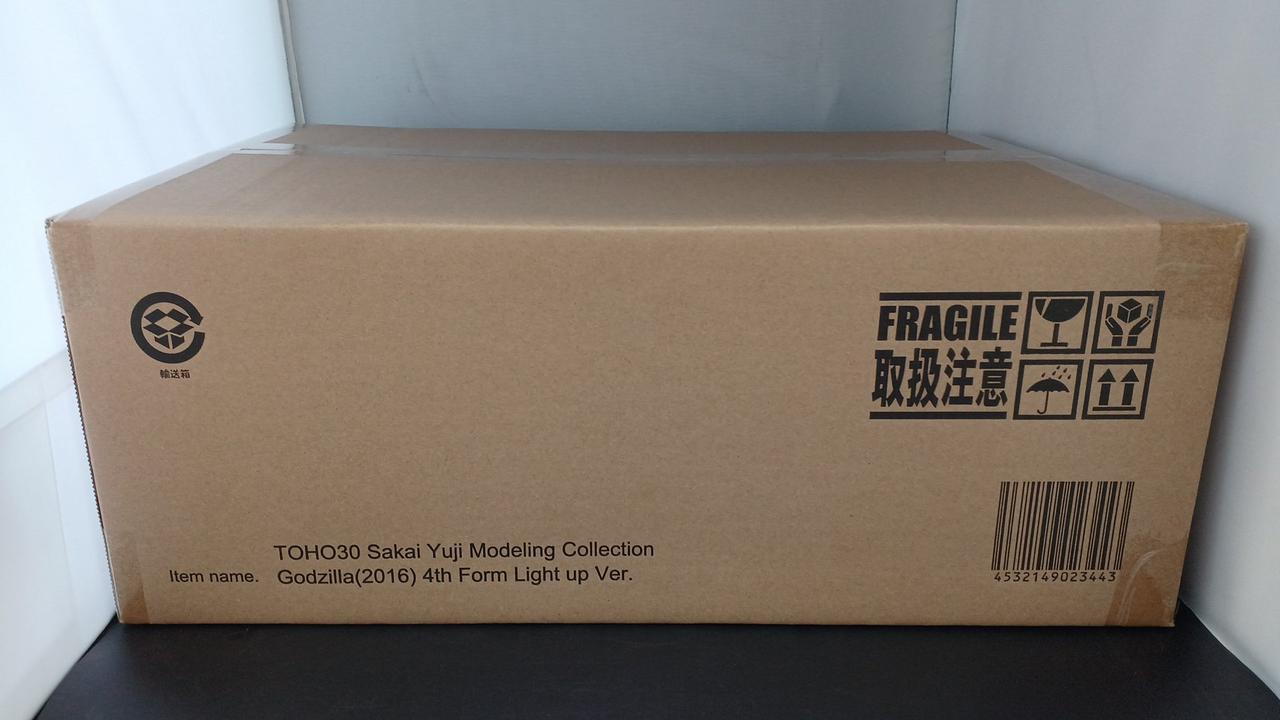 輸送箱
FRAGILE
取扱注意
TOHO30 Sakai Yuji Modeling Collection
Item name. Godzilla(2016) 4th Form Light up Ver.
4532149023443